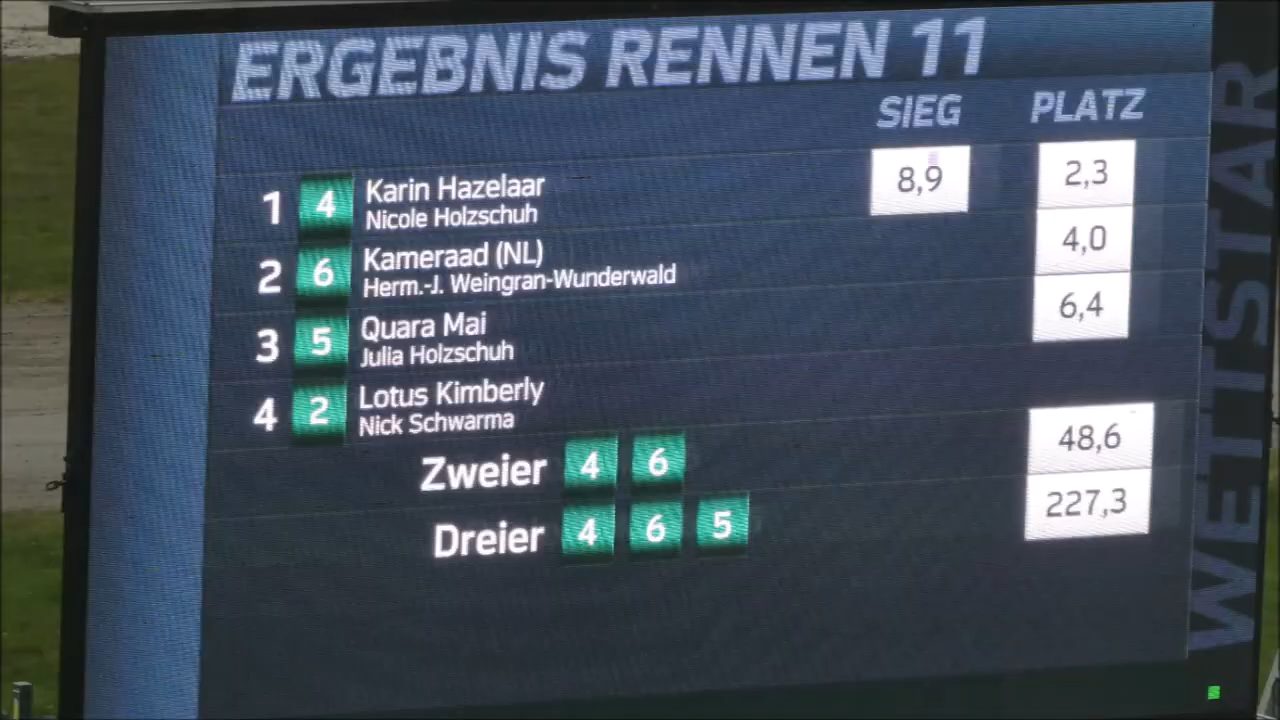 ERGEBNIS RENNEN 11
SIEG PLATZ
1 4 Karin Hazelaar 8,9 2,3
Nicole Holzschuh
2 6 Kameraad (NL) 4,0
Herm.-J. Weingran-Wunderwald
3 5 Quara Mai 6,4
Julia Holzschuh
4 2 Lotus Kimberly
Nick Schwarma
Zweier 4 6 48,6
Dreier 4 6 5 227,3
WETTSTAR